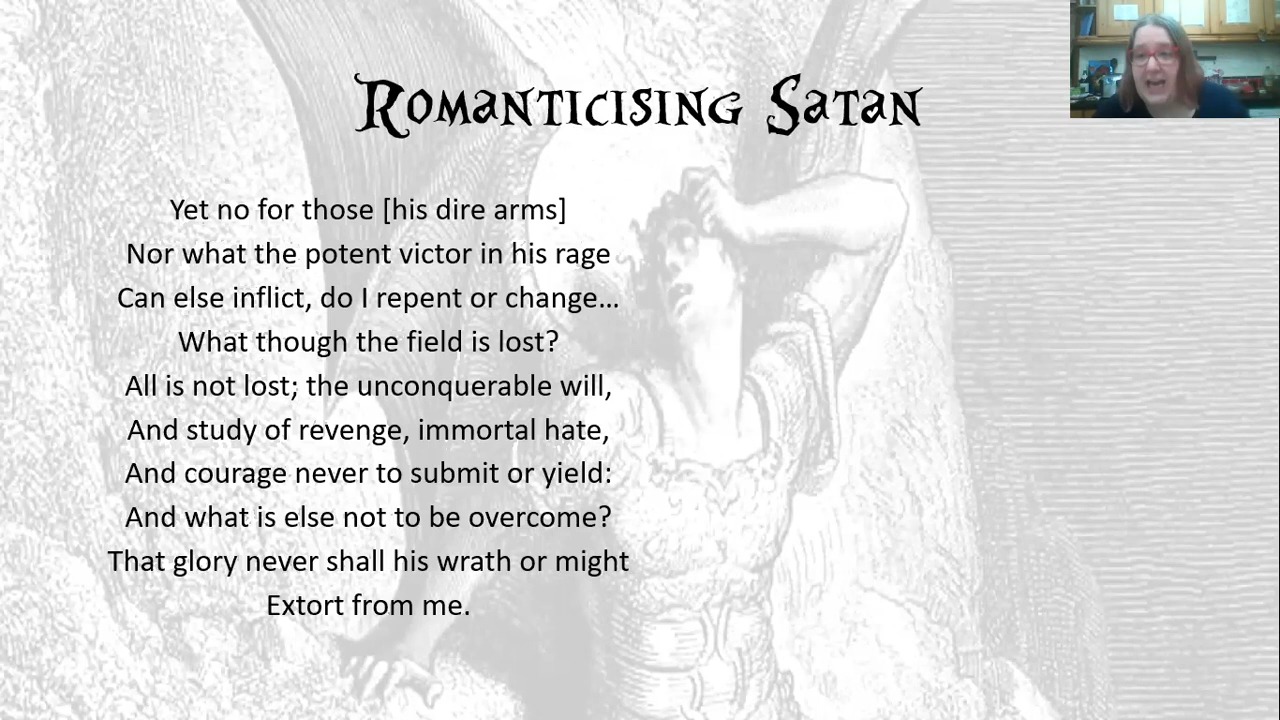 Romanticising Satan
Yet no for those [his dire arms]
Nor what the potent victor in his rage
Can else inflict, do I repent or change…
What though the field is lost?
All is not lost; the unconquerable will,
And study of revenge, immortal hate,
And courage never to submit or yield:
And what is else not to be overcome?
That glory never shall his wrath or might
Extort from me.